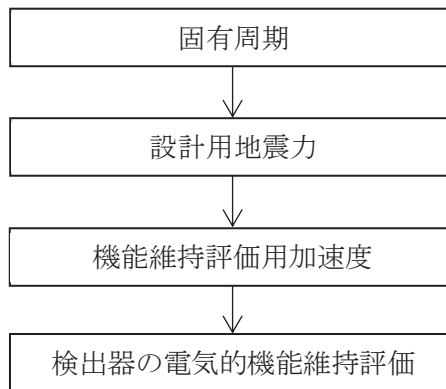 固有周期
設計用地震力
機能維持評価用加速度
検出器の電気的機能維持評価